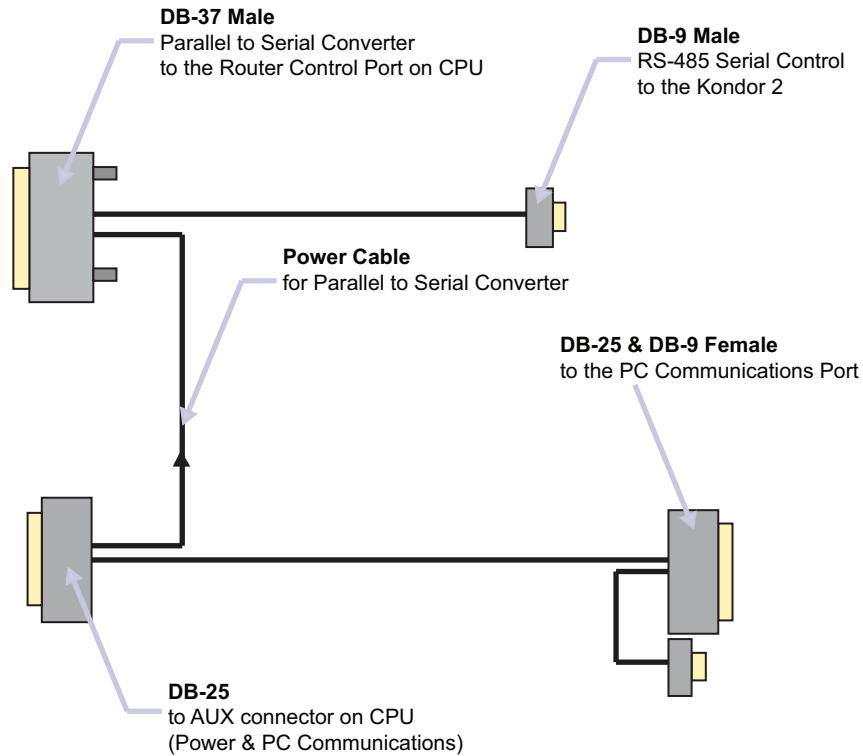 DB-37 Male
Parallel to Serial Converter
to the Router Control Port on CPU
DB-9 Male
RS-485 Serial Control
to the Kondor 2
Power Cable
for Parallel to Serial Converter
DB-25 & DB-9 Female
to the PC Communications Port
DB-25
to AUX connector on CPU
(Power & PC Communications)